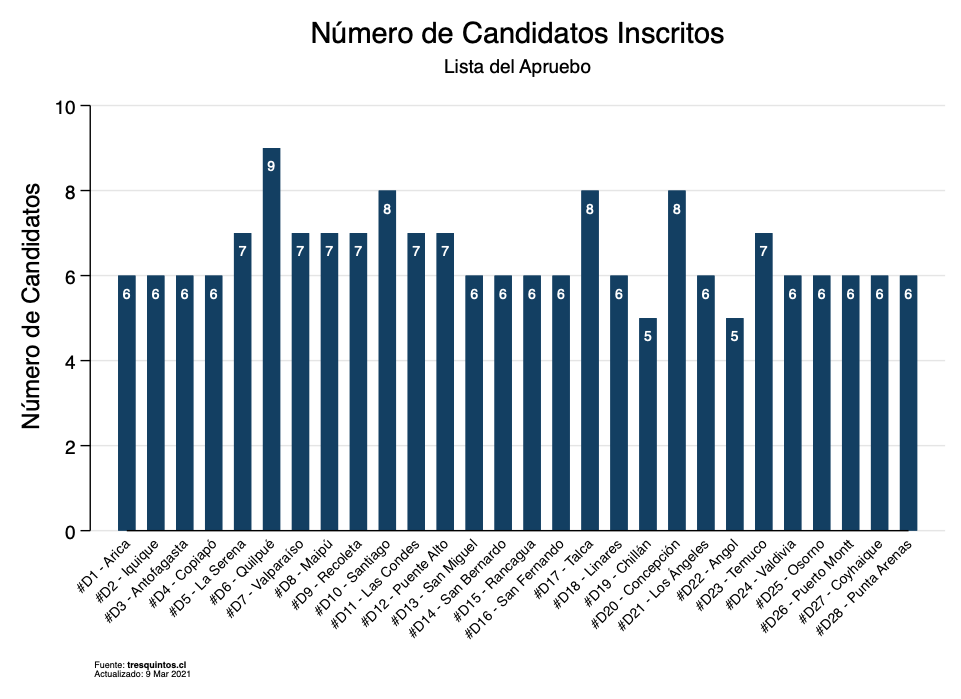 Número de Candidatos Inscritos
Lista del Apruebo
Número de Candidatos
10
8
6
4
2
0
6
6
6
6
7
9
7
7
7
8
7
7
6
6
6
6
8
6
5
8
6
5
7
6
6
6
6
6
#D1 - Arica
#D2 - Iquique
#D3 - Antofagasta
#D4 - Copiapó
#D5 - La Serena
#D6 - Quilpué
#D7 - Valparaíso
#D8 - Maipú
#D9 - Recoleta
#D10 - Santiago
#D11 - Las Condes
#D12 - Puente Alto
#D13 - San Miguel
#D14 - San Bernardo
#D15 - Rancagua
#D16 - San Fernando
#D17 - Talca
#D18 - Linares
#D19 - Chillán
#D20 - Concepción
#D21 - Los Ángeles
#D22 - Angol
#D23 - Temuco
#D24 - Valdivia
#D25 - Osorno
#D26 - Puerto Montt
#D27 - Coyhaique
#D28 - Punta Arenas
Fuente: tresquintos.cl
Actualizado: 9 Mar 2021